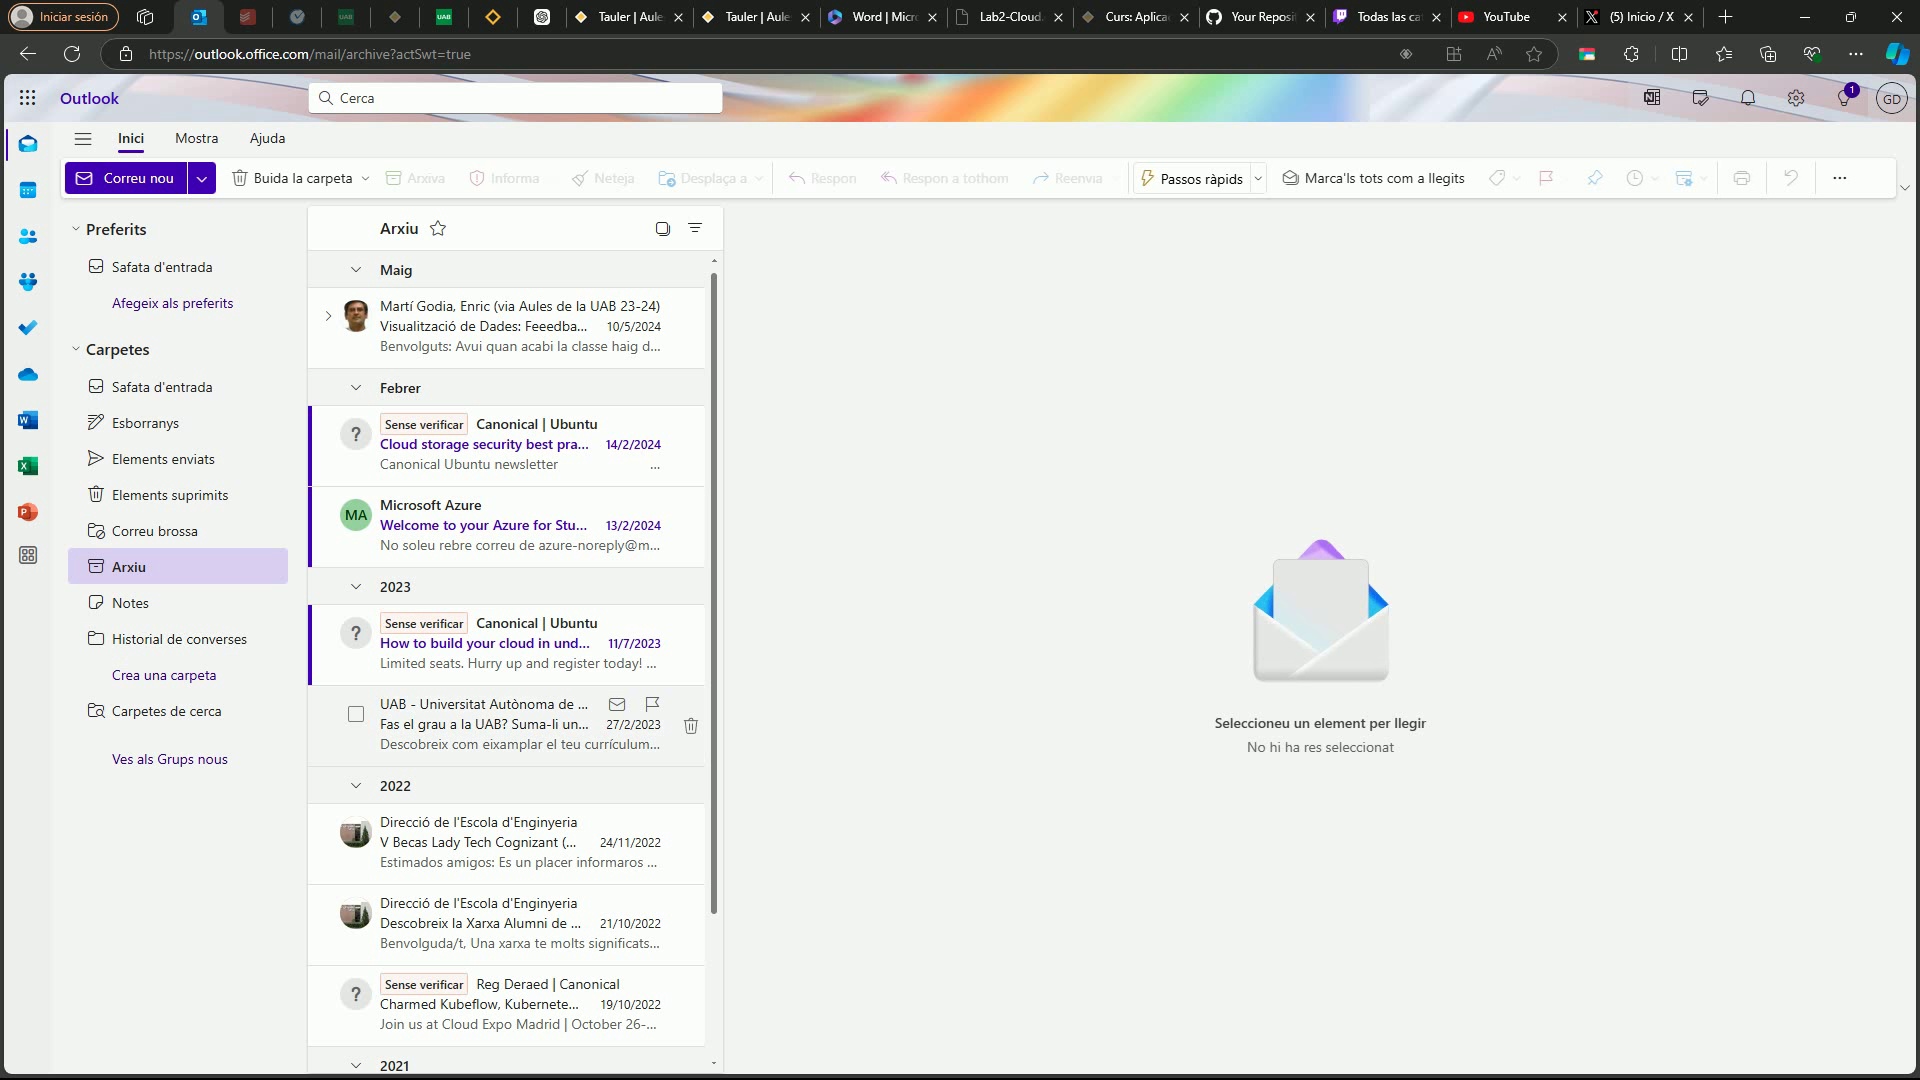 Iniciar sesión
UAB
UAB
Tauler | Aule
Tauler | Aule
Word | Micr
Lab2-Cloud.
Curs: Aplica
Your Reposi
Todas las ca
YouTube
(5) Inicio / X
https://outlook.office.com/mail/archive?actSwt=true
Outlook
Cerca
1
GD
Inici
Mostra
Ajuda
Correu nou
Buida la carpeta
Arxiva
Informa
Neteja
Desplaça a
Respon
Respon a tothom
Reenvia
Passos ràpids
Marca'ls tots com a llegits
Preferits
Safata d'entrada
Afegeix als preferits
Carpetes
Safata d'entrada
Esborranys
Elements enviats
Elements suprimits
Correu brossa
Arxiu
Notes
Historial de converses
Crea una carpeta
Carpetes de cerca
Ves als Grups nous
Arxiu
Maig
Martí Godia, Enric (via Aules de la UAB 23-24)
Visualització de Dades: Feeedba... 10/5/2024
Benvolguts: Avui quan acabi la classe haig d...
Febrer
? Sense verificar Canonical | Ubuntu
Cloud storage security best pra... 14/2/2024
Canonical Ubuntu newsletter ...
MA Microsoft Azure
Welcome to your Azure for Stu... 13/2/2024
No soleu rebre correu de azure-noreply@m...
2023
? Sense verificar Canonical | Ubuntu
How to build your cloud in und... 11/7/2023
Limited seats. Hurry up and register today! ...
UAB - Universitat Autònoma de ...
Fas el grau a la UAB? Suma-li un... 27/2/2023
Descobreix com eixamplar el teu currículum...
2022
Direcció de l'Escola d'Enginyeria
V Becas Lady Tech Cognizant (... 24/11/2022
Estimados amigos: Es un placer informaros ...
Direcció de l'Escola d'Enginyeria
Descobreix la Xarxa Alumni de ... 21/10/2022
Benvolguda/t, Una xarxa te molts significats...
? Sense verificar Reg Deraed | Canonical
Charmed Kubeflow, Kubernete... 19/10/2022
Join us at Cloud Expo Madrid | October 26-...
2021
Seleccioneu un element per llegir
No hi ha res seleccionat